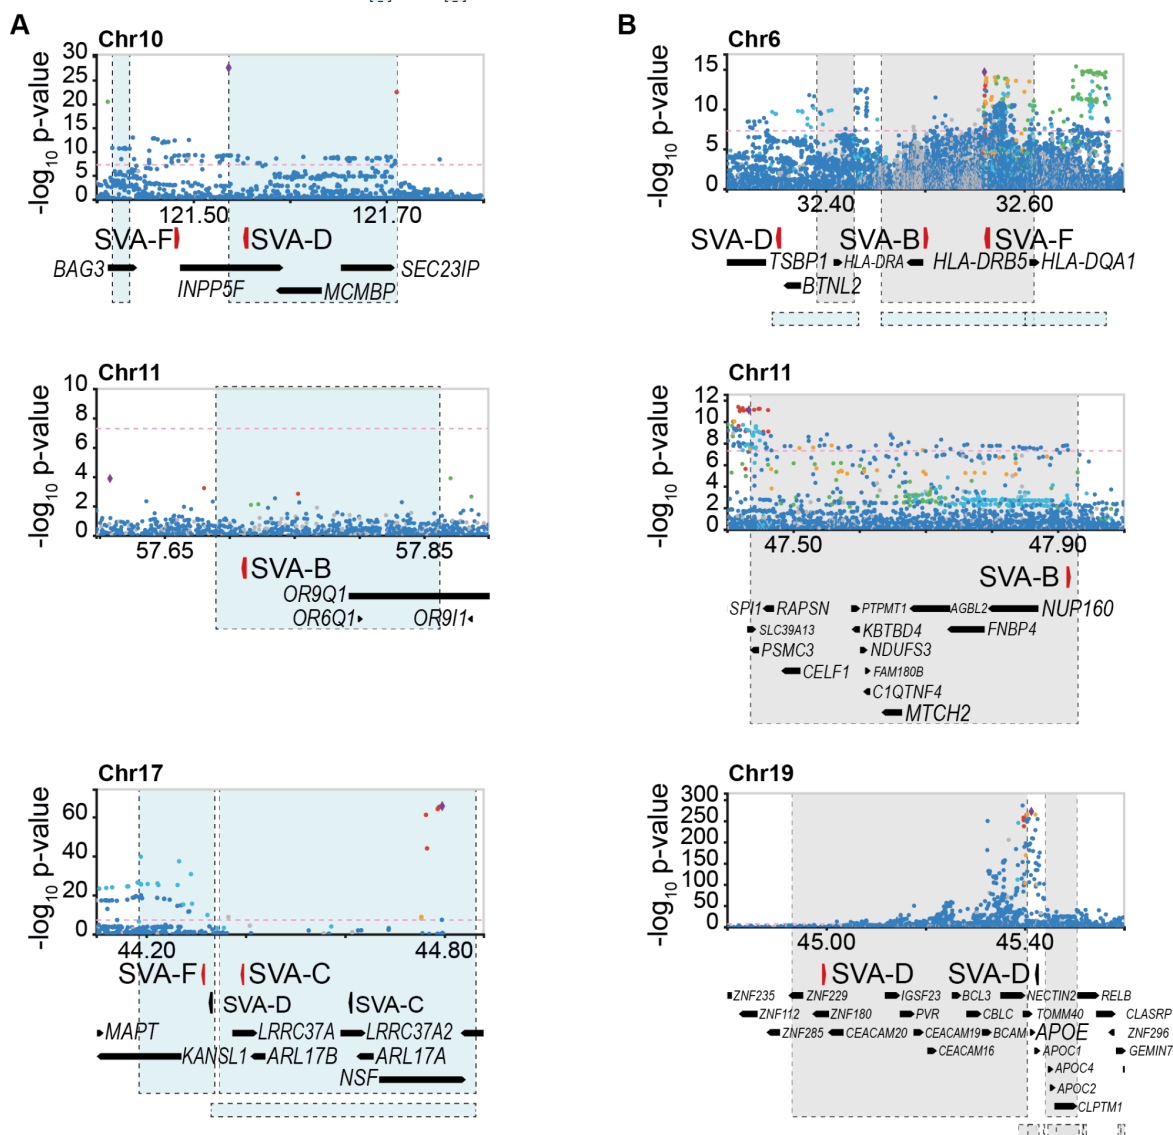 A
Chr10
-log10 p-value
30
25
20
15
10
5
0
121.50
121.70
SVA-F
SVA-D
BAG3
SEC23IP
INPP5F
MCMBP
Chr11
-log10 p-value
10
8
6
4
2
0
57.65
57.85
SVA-B
OR9Q1
OR6Q1
OR9I1
Chr17
-log10 p-value
60
40
20
0
44.20
44.80
SVA-F
SVA-C
SVA-D
SVA-C
MAPT
LRRC37A
LRRC37A2
KANSL1
ARL17B
ARL17A
NSF
B
Chr6
-log10 p-value
15
10
5
0
32.40
32.60
SVA-D
SVA-B
SVA-F
TSBP1
HLA-DRA
HLA-DRB5
HLA-DQA1
BTNL2
Chr11
-log10 p-value
12
10
8
6
4
2
0
47.50
47.90
SVA-B
SPI1
RAPSN
PTPMT1
AGBL2
NUP160
SLC39A13
KBTBD4
FNBP4
PSMC3
NDUFS3
CELF1
FAM180B
C1QTNF4
MTCH2
Chr19
-log10 p-value
300
250
200
150
100
50
0
45.00
45.40
SVA-D
SVA-D
ZNF235
ZNF229
IGSF23
BCL3
NECTIN2
RELB
ZNF112
ZNF180
PVR
CBLC
TOMM40
CLASRP
ZNF285
CEACAM20
CEACAM19
BCAM
APOE
ZNF296
CEACAM16
APOC1
GEMIN7
APOC4
APOC2
CLPTM1